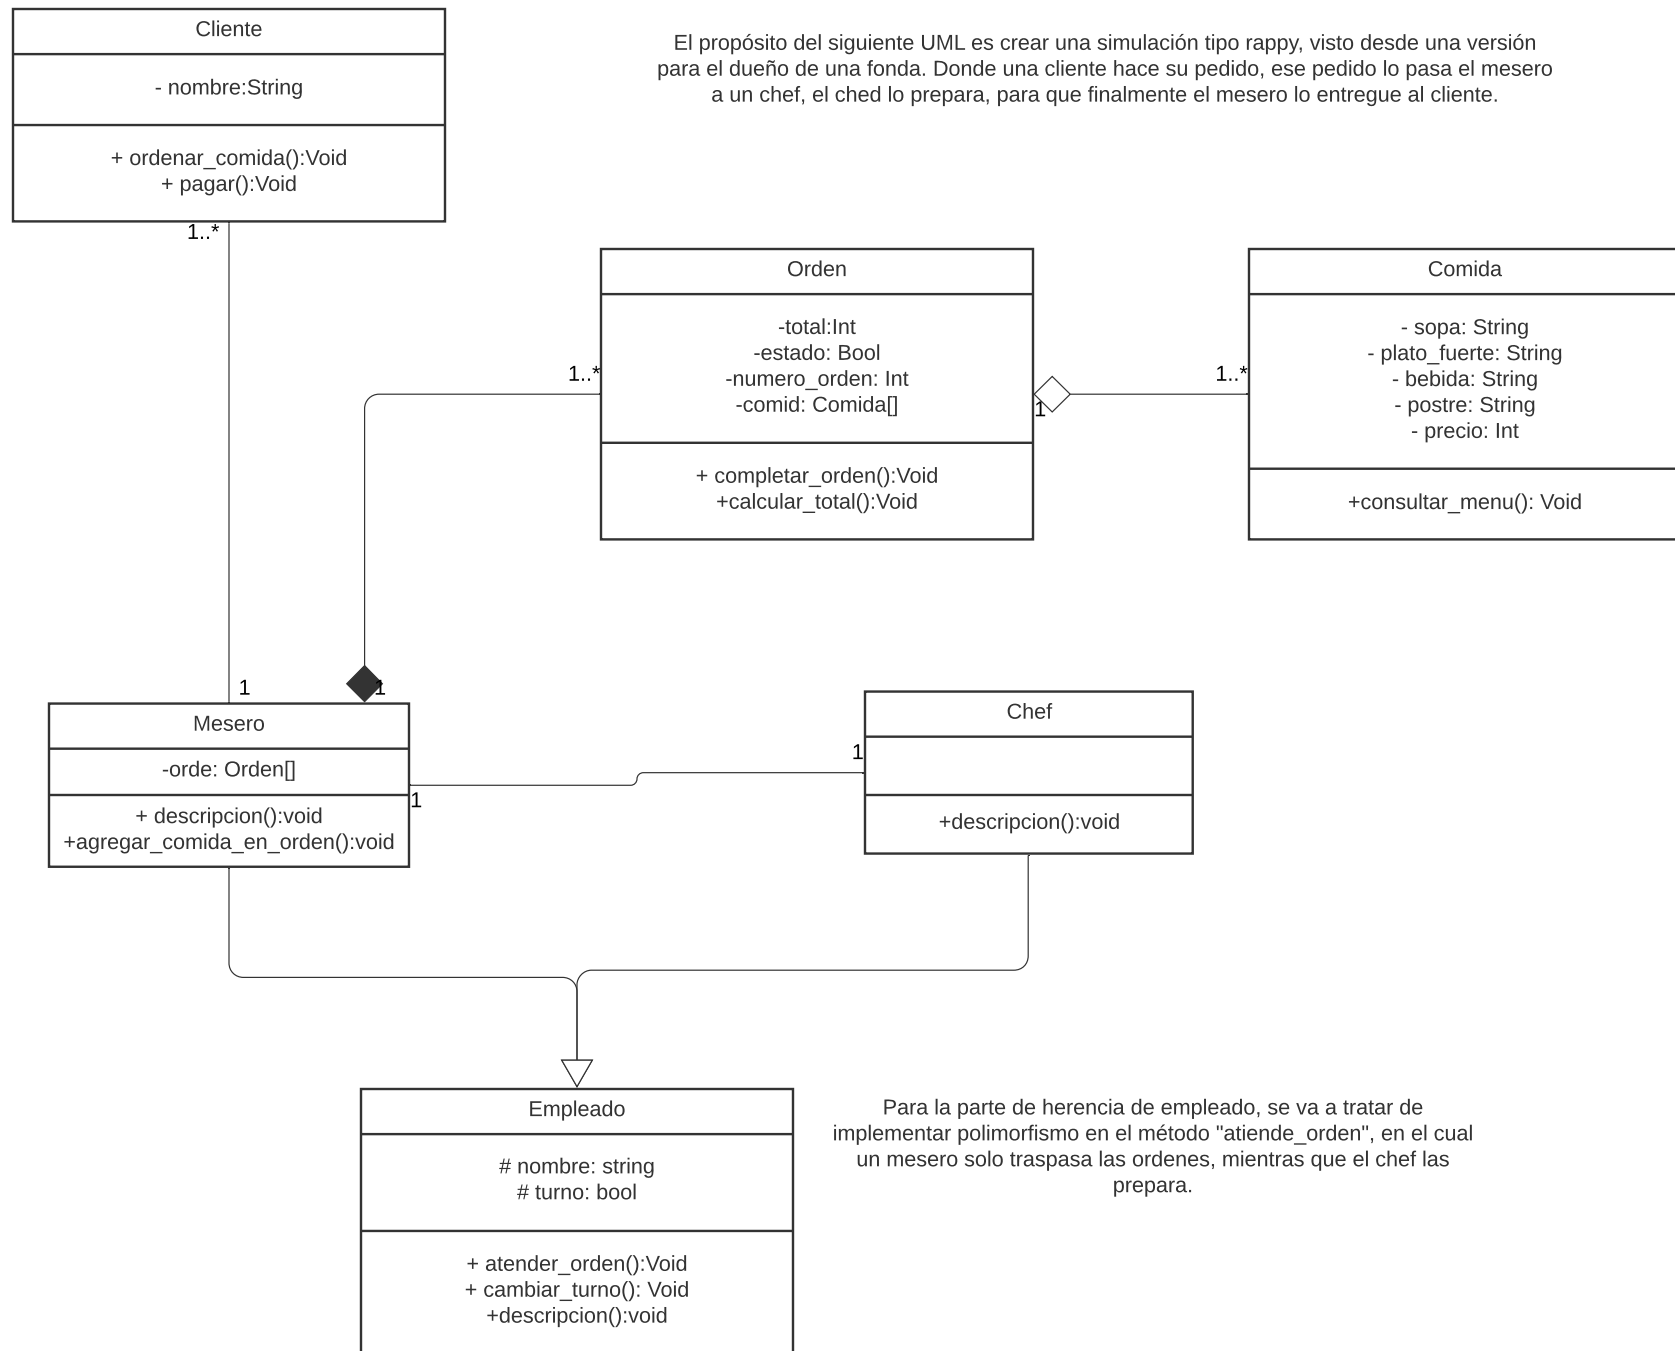 Cliente
- nombre:String
+ ordenar_comida():Void
+ pagar():Void
El propósito del siguiente UML es crear una simulación tipo rappy, visto desde una versión
para el dueño de una fonda. Donde una cliente hace su pedido, ese pedido lo pasa el mesero
a un chef, el ched lo prepara, para que finalmente el mesero lo entregue al cliente.
1..*
Orden
-total:Int
-estado: Bool
-numero_orden: Int
-comid: Comida[]
+ completar_orden():Void
+calcular_total():Void
1..*
1
1..*
Comida
- sopa: String
- plato_fuerte: String
- bebida: String
- postre: String
- precio: Int
+consultar_menu(): Void
1
1
Mesero
-orde: Orden[]
+ descripcion():void
+agregar_comida_en_orden():void
1
1
Chef
+descripcion():void
Empleado
# nombre: string
# turno: bool
+ atender_orden():Void
+ cambiar_turno(): Void
+descripcion():void
Para la parte de herencia de empleado, se va a tratar de
implementar polimorfismo en el método "atiende_orden", en el cual
un mesero solo traspasa las ordenes, mientras que el chef las
prepara.